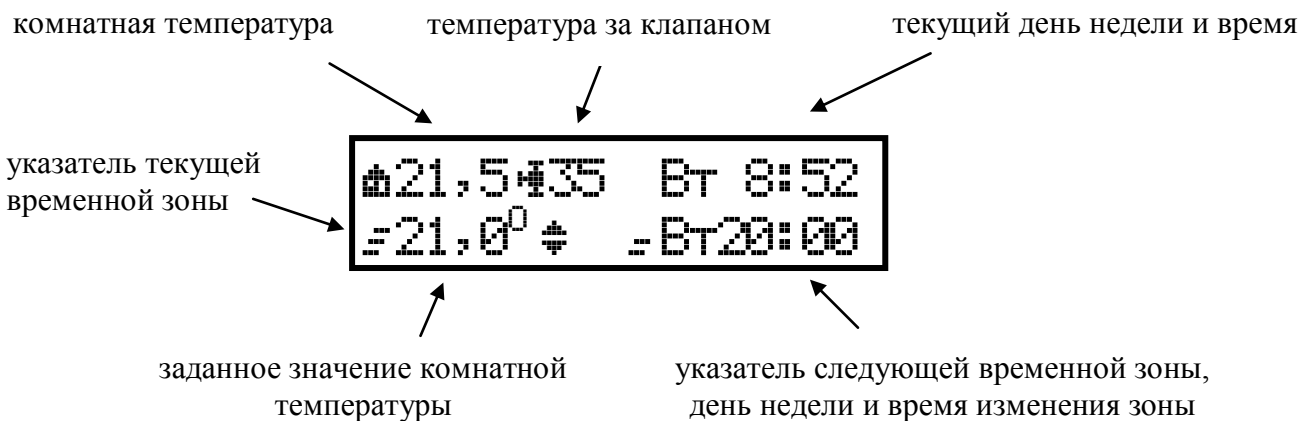 комнатная температура
температура за клапаном
текущий день недели и время
указатель текущей
временной зоны
21,5 35 Вт 8:52
21,0° Вт20:00
заданное значение комнатной
температуры
указатель следующей временной зоны,
день недели и время изменения зоны